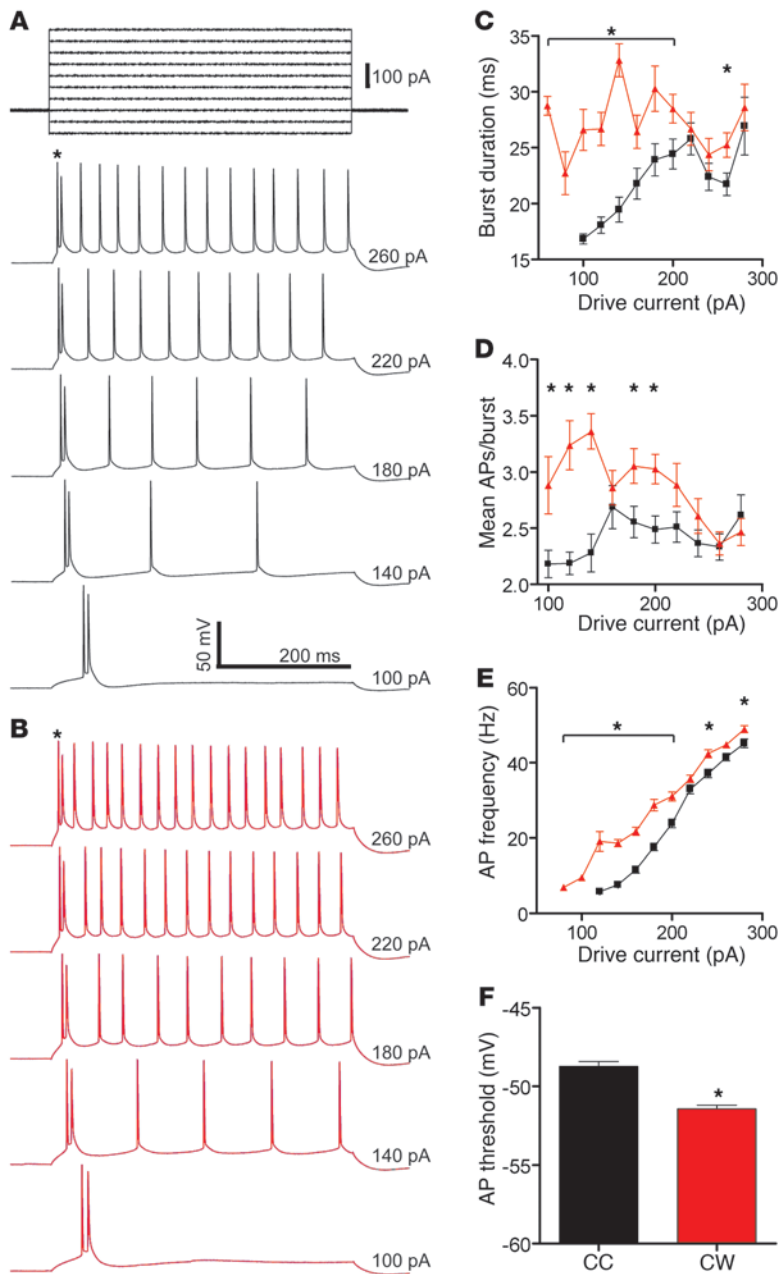 A
100 pA
*
260 pA
220 pA
180 pA
140 pA
50 mV
200 ms
100 pA
B
*
260 pA
220 pA
180 pA
140 pA
100 pA
C
Burst duration (ms)
35
30
25
20
15
*
*
100
200
300
Drive current (pA)
D
Mean APs/burst
4.0
3.5
3.0
2.5
2.0
* * * * *
100
200
300
Drive current (pA)
E
AP frequency (Hz)
60
40
20
0
*
*
*
100
200
300
Drive current (pA)
F
AP threshold (mV)
-45
-50
-55
-60
*
CC
CW